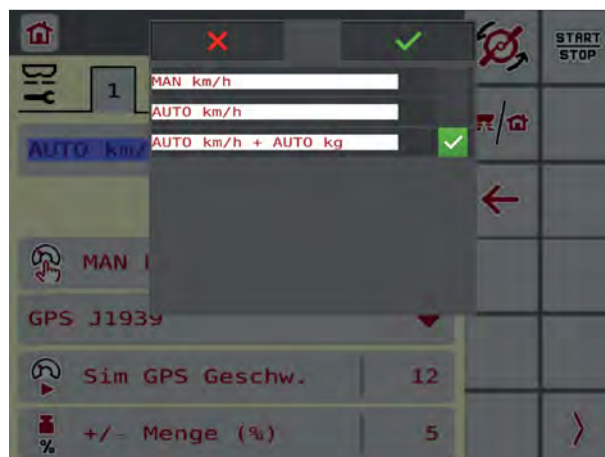 START
STOP
MAN km/h
1
AUTO km/h
AUTO km/
AUTO km/h + AUTO kg
MAN
GPS J1939
Sim GPS Geschw. 12
+/- Menge (%) 5
%